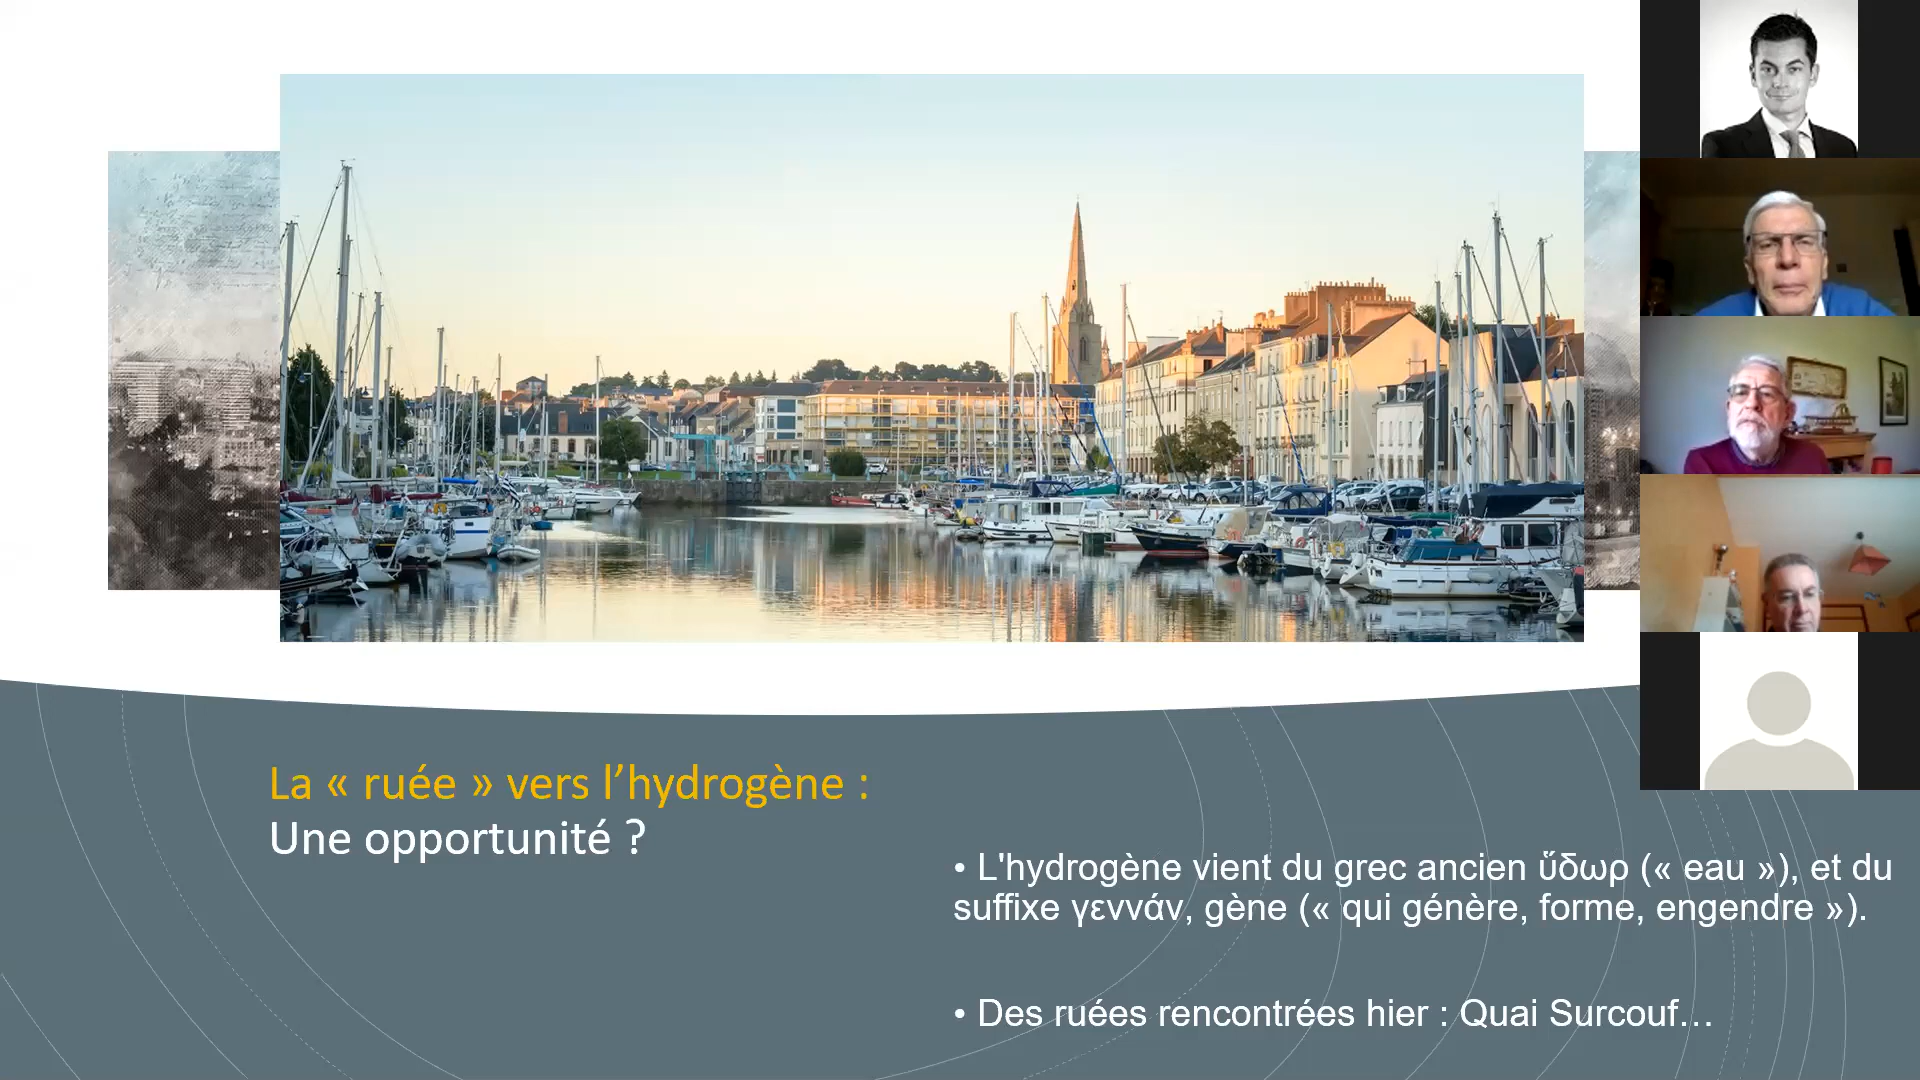 La « ruée » vers l’hydrogène :
Une opportunité ?
• L'hydrogène vient du grec ancien ὕδωρ (« eau »), et du
suffixe γεννάν, gène (« qui génère, forme, engendre »).
• Des ruées rencontrées hier : Quai Surcouf…